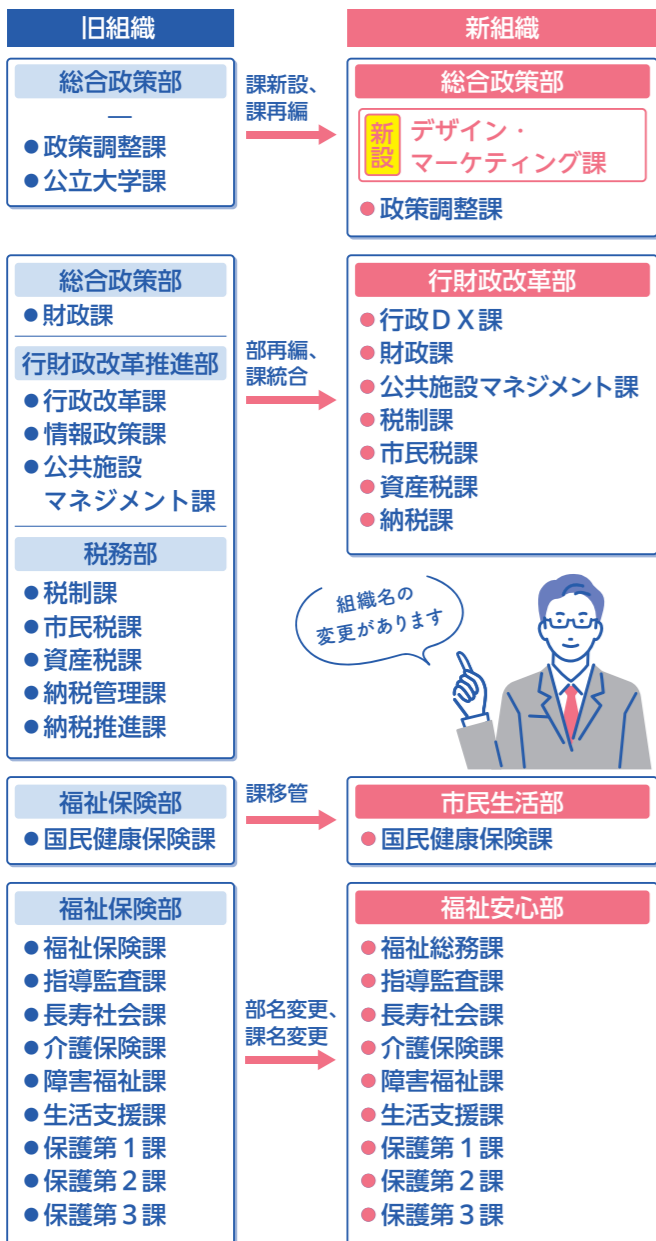 旧組織
新組織
総合政策部
―
●政策調整課
●公立大学課
課新設、
課再編
総合政策部
新設
デザイン・
マーケティング課
●政策調整課
総合政策部
●財政課
行財政改革推進部
●行政改革課
●情報政策課
●公共施設
マネジメント課
税務部
●税制課
●市民税課
●資産税課
●納税管理課
●納税推進課
部再編、
課統合
行財政改革部
●行政DX課
●財政課
●公共施設マネジメント課
●税制課
●市民税課
●資産税課
●納税課
組織名の
変更があります
福祉保険部
●国民健康保険課
課移管
市民生活部
●国民健康保険課
福祉保険部
●福祉保険課
●指導監査課
●長寿社会課
●介護保険課
●障害福祉課
●生活支援課
●保護第1課
●保護第2課
●保護第3課
部名変更、
課名変更
福祉安心部
●福祉総務課
●指導監査課
●長寿社会課
●介護保険課
●障害福祉課
●生活支援課
●保護第1課
●保護第2課
●保護第3課